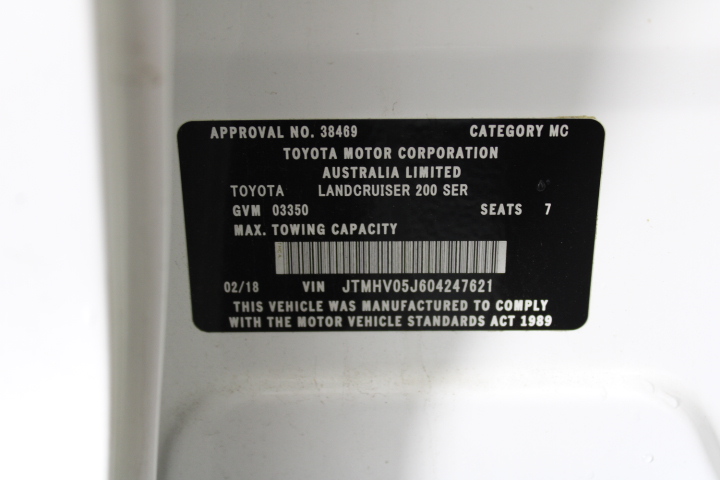 APPROVAL NO. 38469 CATEGORY MC
TOYOTA MOTOR CORPORATION
AUSTRALIA LIMITED
TOYOTA LANDCRUISER 200 SER
GVM 03350 SEATS 7
MAX. TOWING CAPACITY
02/18 VIN JTMHV05J604247621
THIS VEHICLE WAS MANUFACTURED TO COMPLY
WITH THE MOTOR VEHICLE STANDARDS ACT 1989